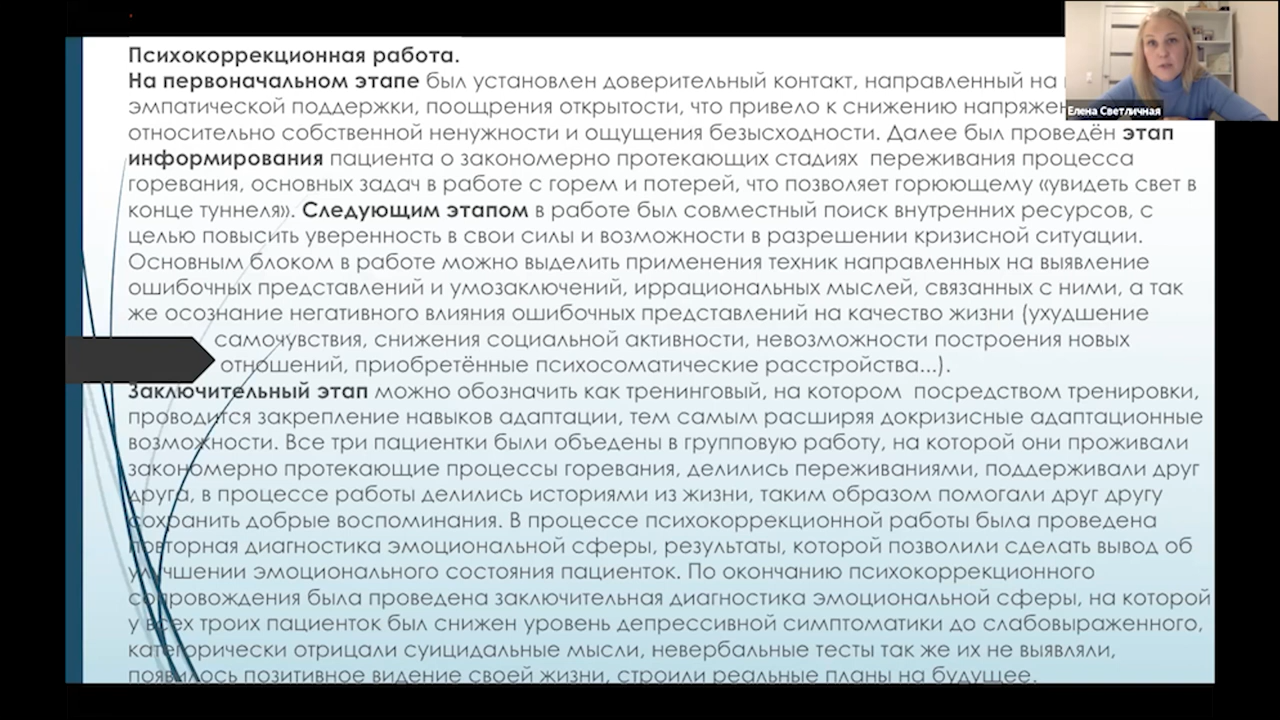 Психокоррекционная работа.
На первоначальном этапе был установлен доверительный контакт, направленный на
эмпатической поддержки, поощрения открытости, что привело к снижению
относительно собственной ненужности и ощущения безысходности. Далее был проведён этап
информирования пациента о закономерно протекающих стадиях переживания процесса
горевания, основных задач в работе с горем и потерей, что позволяет горюющему «увидеть свет в
конце туннеля». Следующим этапом в работе был совместный поиск внутренних ресурсов, с
целью повысить уверенность в свои силы и возможности в разрешении кризисной ситуации.
Основным блоком в работе можно выделить применения техник направленных на выявление
ошибочных представлений и умозаключений, иррациональных мыслей, связанных с ними, а так
же осознание негативного влияния ошибочных представлений на качество жизни (ухудшение
самочувствия, снижения социальной активности, невозможности построения новых
отношений, приобретённые психосоматические расстройства...).
Заключительный этап можно обозначить как тренинговый, на котором посредством тренировки,
проводится закрепление навыков адаптации, тем самым расширяя докризисные адаптационные
возможности. Все три пациентки были объедены в групповую работу, на которой они проживали
закономерно протекающие процессы горевания, делились переживаниями, поддерживали друг
друга, в процессе работы делились историями из жизни, таким образом помогали друг другу
сохранить добрые воспоминания. В процессе психокоррекционной работы была проведена
повторная диагностика эмоциональной сферы, результаты, которой позволили сделать вывод об
улучшении эмоционального состояния пациенток. По окончанию психокоррекционного
сопровождения была проведена заключительная диагностика эмоциональной сферы, на которой
у всех троих пациенток был снижен уровень депрессивной симптоматики до слабовыраженного,
категорически отрицали суицидальные мысли, невербальные тесты так же их не выявляли,
появилось позитивное видение своей жизни, строили реальные планы на будущее.
Елена Светличная